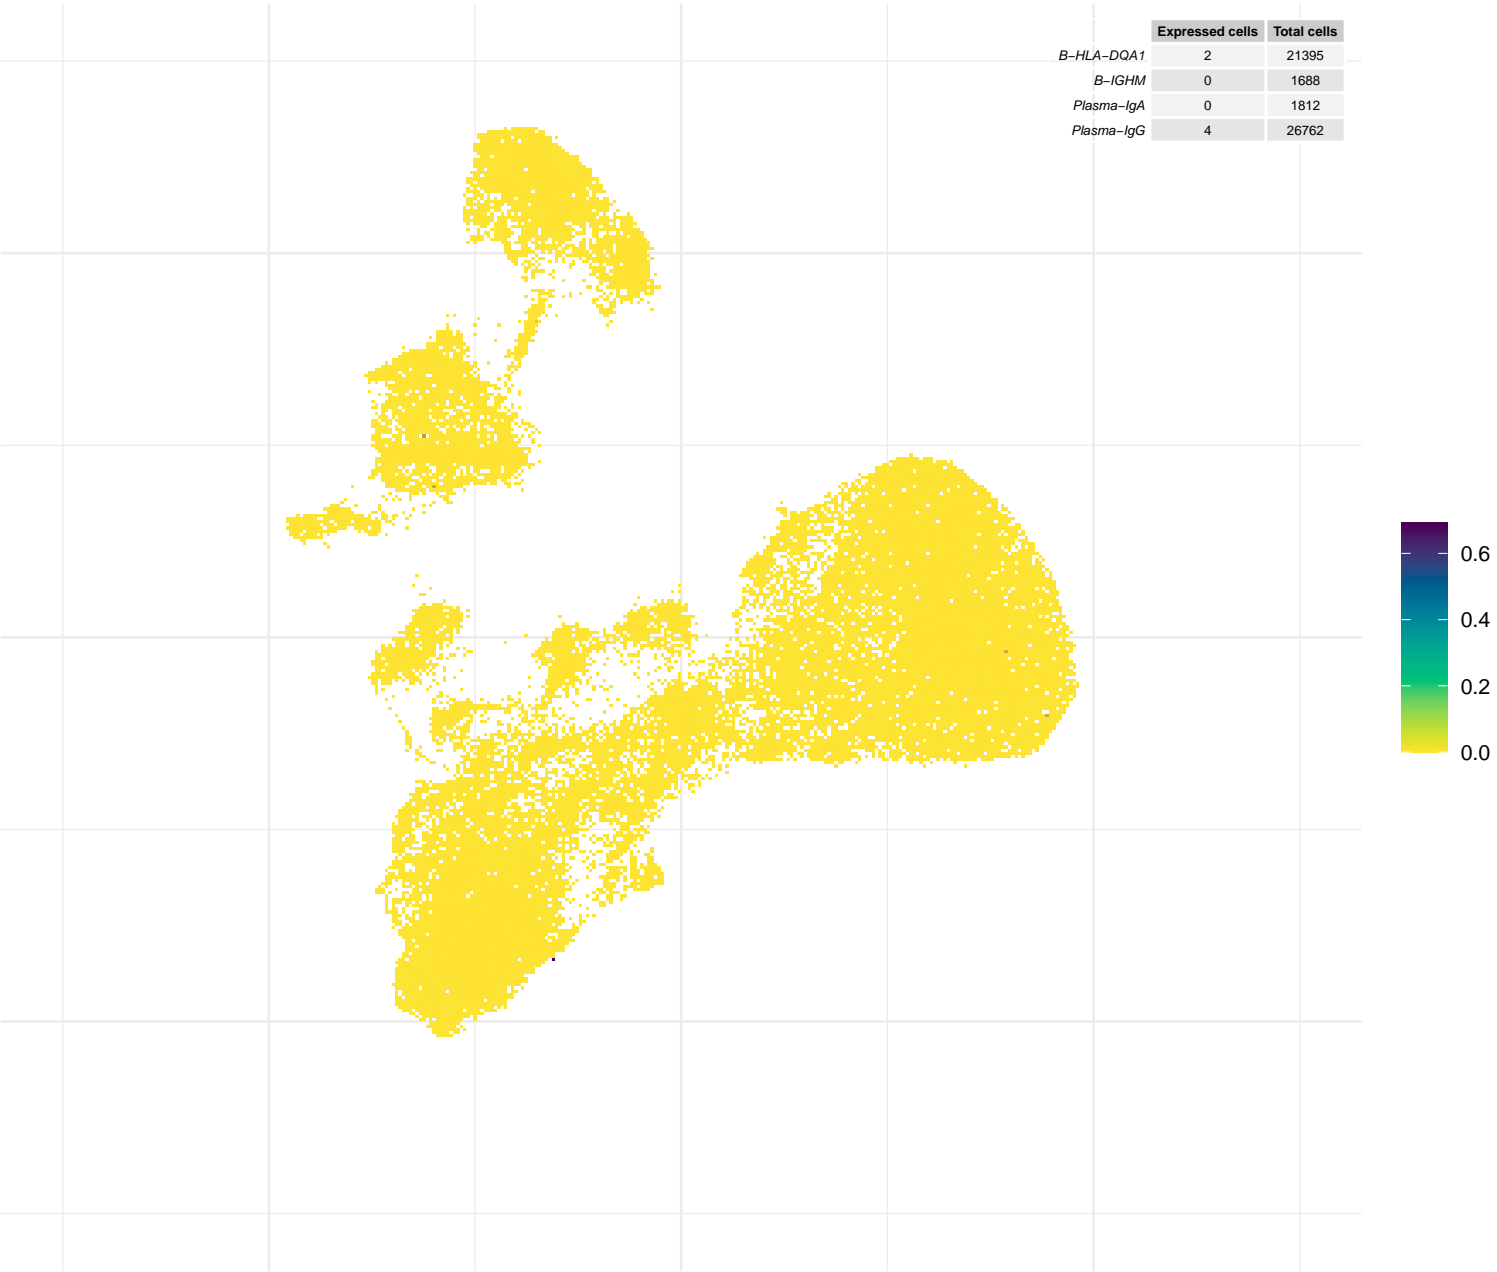 Expressed cells Total cells
B−HLA−DQA1 2 21395
B−IGHM 0 1688
Plasma−IgA 0 1812
Plasma−IgG 4 26762
0.6
0.4
0.2
0.0